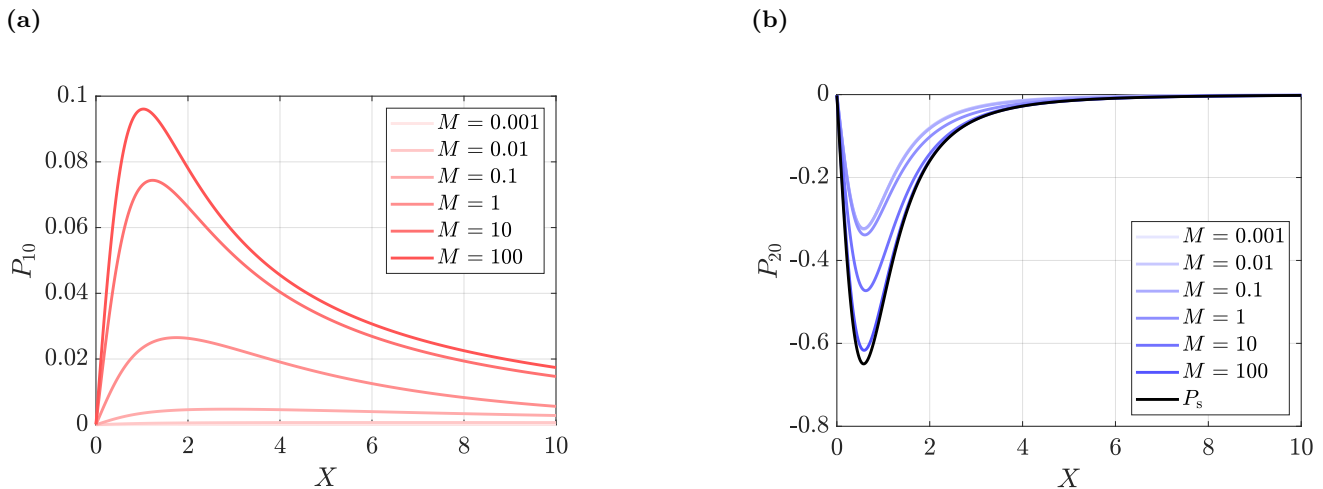 (a)
0.1
0.08
0.06
0.04
0.02
0
0 2 4 6 8 10
P₁₀
X
M = 0.001
M = 0.01
M = 0.1
M = 1
M = 10
M = 100
(b)
0
-0.2
-0.4
-0.6
-0.8
0 2 4 6 8 10
P₂₀
X
M = 0.001
M = 0.01
M = 0.1
M = 1
M = 10
M = 100
Pₛ